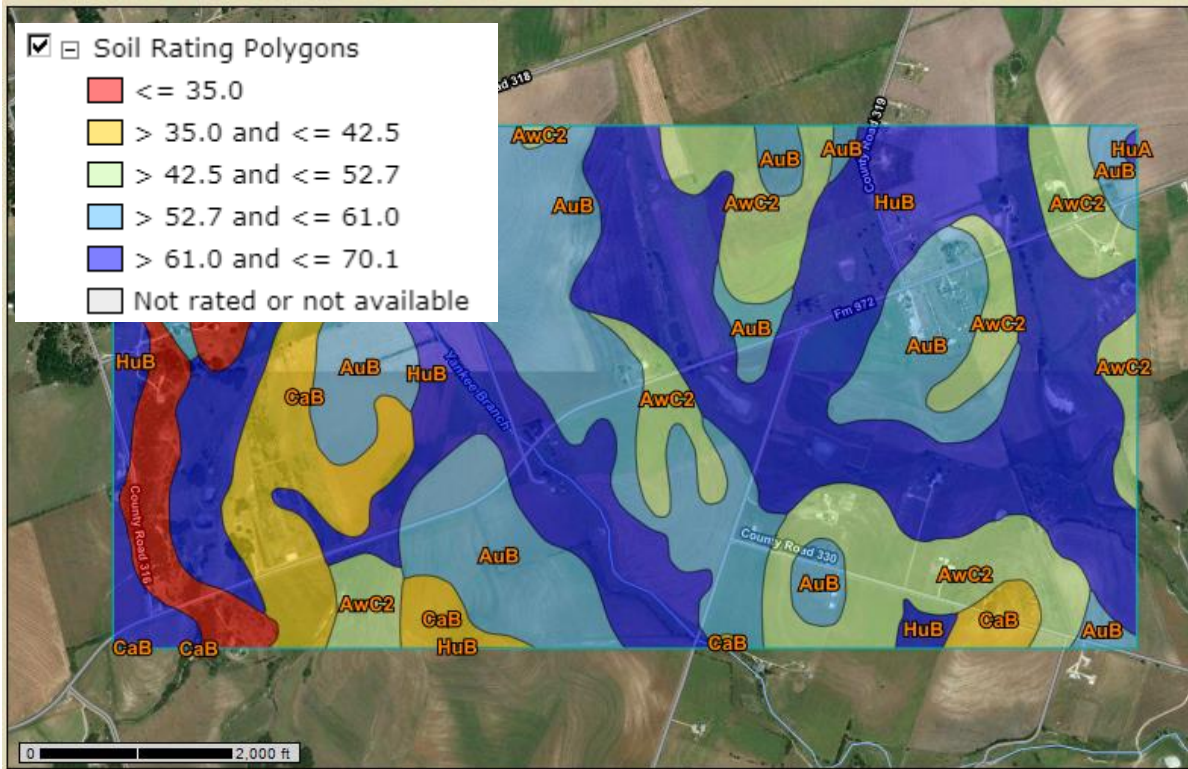 Soil Rating Polygons
<= 35.0
> 35.0 and <= 42.5
> 42.5 and <= 52.7
> 52.7 and <= 61.0
> 61.0 and <= 70.1
Not rated or not available
ad 318
County Road 319
AwC2
AuB
AuB
HuA
AuB
AuB
AwC2
HuB
AwC2
Fm 972
AuB
AwC2
AuB
HuB
AuB
HuB
AwC2
CaB
Yankee Branch
AwC2
County Road 316
County Road 330
AuB
AuB
AwC2
AwC2
CaB
HuB
CaB
AuB
CaB
CaB
HuB
CaB
0
2,000 ft